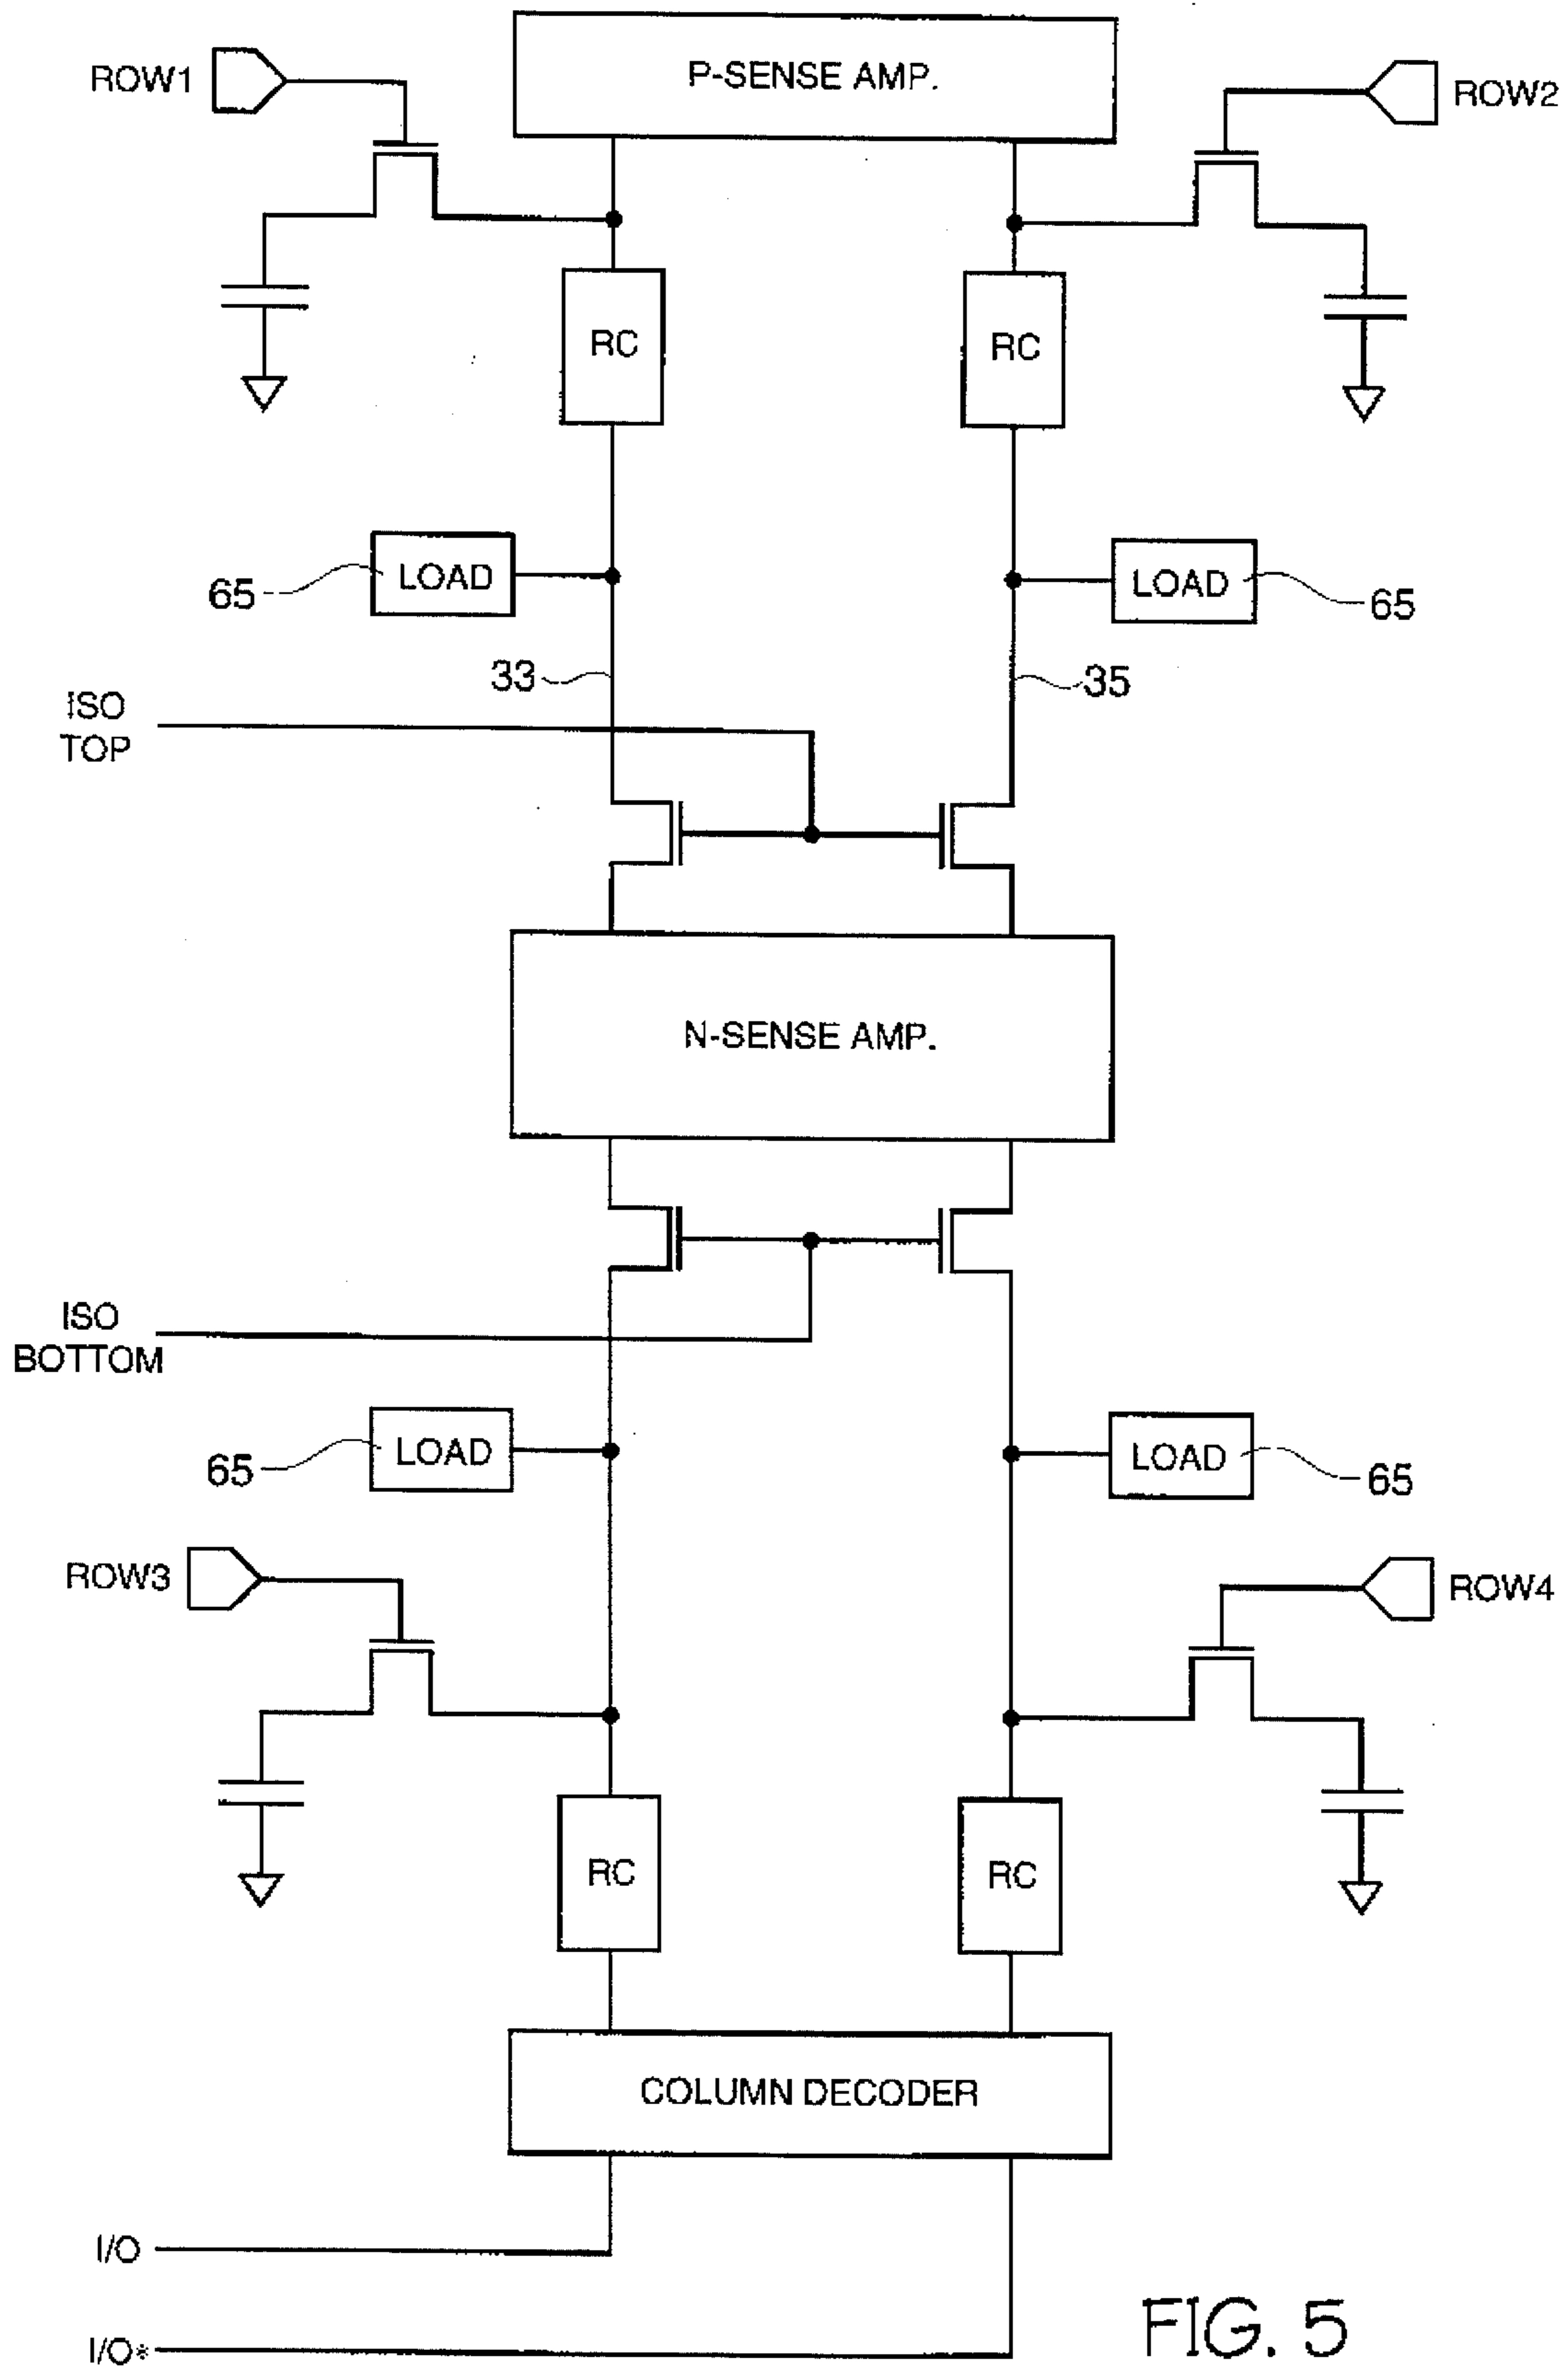 P-SENSE AMP.
ROW1
ROW2
RC
RC
LOAD
LOAD
65
65
33
35
ISO
TOP
N-SENSE AMP.
ISO
BOTTOM
LOAD
LOAD
65
65
ROW3
ROW4
RC
RC
COLUMN DECODER
I/O
I/O*
FIG. 5